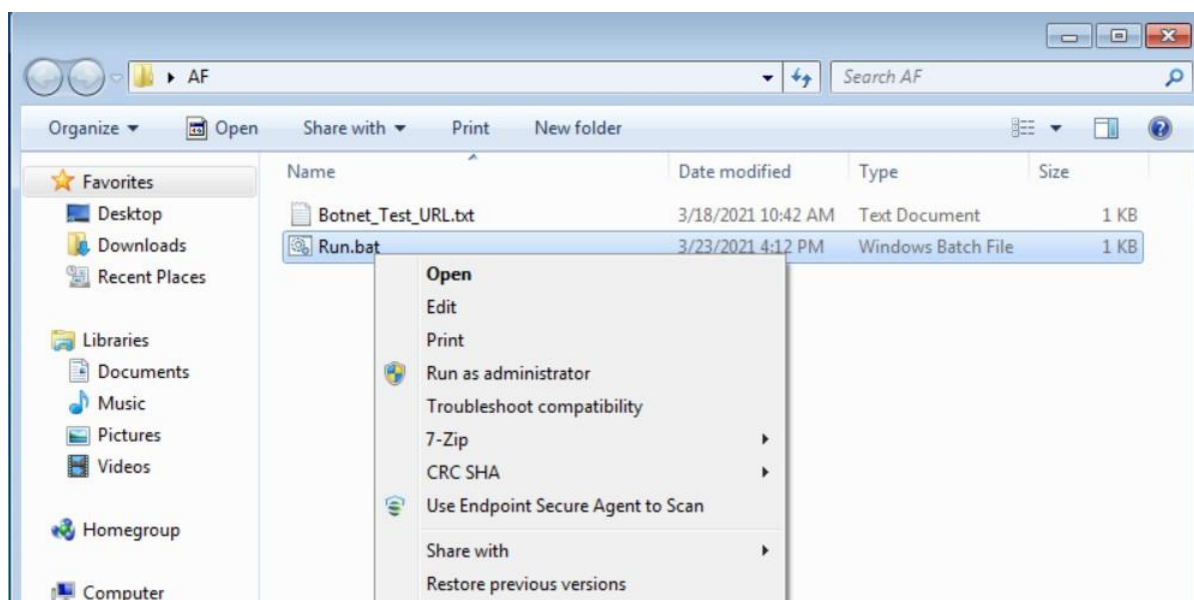 AF
Search AF
Organize Open Share with Print New folder
Name Date modified Type Size
Favorites
Desktop
Downloads
Recent Places
Libraries
Documents
Music
Pictures
Videos
Homegroup
Computer
Botnet_Test_URL.txt 3/18/2021 10:42 AM Text Document 1 KB
Run.bat 3/23/2021 4:12 PM Windows Batch File 1 KB
Open
Edit
Print
Run as administrator
Troubleshoot compatibility
7-Zip
CRC SHA
Use Endpoint Secure Agent to Scan
Share with
Restore previous versions